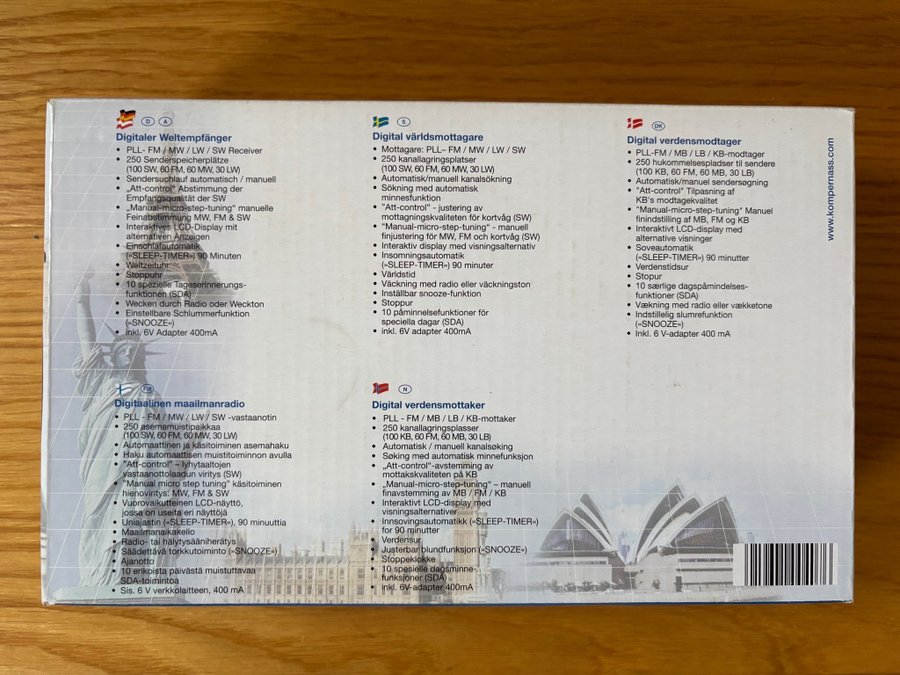 D A
Digitaler Weltempfänger
• PLL- FM / MW / LW / SW Receiver
• 250 Senderspeicherplätze
(100 SW, 60 FM, 60 MW, 30 LW)
• Sendersuchlauf automatisch / manuell
• „Att-control" Abstimmung der
Empfangsqualität der SW
• „Manual-micro-step-tuning" manuelle
Feinabstimmung MW, FM & SW
• Interaktives LCD-Display mit
alternativen Anzeigen
• Einschlafautomatik
(»SLEEP-TIMER«) 90 Minuten
• Weltzeituhr
• Stoppuhr
• 10 spezielle Tageserinnerungs-
funktionen (SDA)
• Wecken durch Radio oder Weckton
• Einstellbare Schlummerfunktion
(»SNOOZE«)
• inkl. 6V Adapter 400mA
S
Digital världsmottagare
• Mottagare: PLL– FM / MW / LW / SW
• 250 kanallagringsplatser
(100 SW, 60 FM, 60 MW, 30 LW)
• Automatisk/manuell kanalsökning
• Sökning med automatisk
minnesfunktion
• "Att-control" - justering av
mottagningskvaliteten för kortvåg (SW)
• "Manual-micro-step-tuning" - manuell
finjustering för MW, FM och kortvåg (SW)
• Interaktiv display med visningsalternativ
• Insomningsautomatik
(»SLEEP-TIMER«) 90 minuter
• Världstid
• Väckning med radio eller väckningston
• Inställbar snooze-funktion
• Stoppur
• 10 påminnelsefunktioner för
speciella dagar (SDA)
• inkl. 6V-adapter 400mA
DK
Digital verdensmodtager
• PLL-FM / MB / LB / KB-modtager
• 250 hukommelsespladser til sendere
(100 KB, 60 FM, 60 MB, 30 LB)
• Automatisk/manuel sendersøgning
• "Att-control" Tilpasning af
KB's modtagekvalitet
• "Manual-micro-step-tuning" Manuel
finindstilling af MB, FM og KB
• Interaktivt LCD-display med
alternative visninger
• Soveautomatik
(»SLEEP-TIMER«) 90 minutter
• Verdenstidsur
• Stopur
• 10 særlige dagspåmindelses-
funktioner (SDA)
• Vækning med radio eller vækketone
• Indstillelig slumrefunktion
(»SNOOZE«)
• Inkl. 6 V-adapter 400 mA
www.kompernass.com
FIN
Digitaalinen maailmanradio
• PLL - FM / MW / LW / SW -vastaanotin
• 250 asemamuistipaikkaa
(100 SW, 60 FM, 60 MW, 30 LW)
• Automaattinen ja käsitoiminen asemahaku
• Haku automaattisen muistitoiminnon avulla
• "Att-control" – lyhytaaltojen
vastaanottolaadun viritys (SW)
• "Manual micro step tuning" käsitoiminen
hienoviritys: MW, FM & SW
• Vuorovaikutteinen LCD-näyttö,
jossa on useita eri näyttöjä
• Uniajastin (»SLEEP-TIMER«), 90 minuuttia
• Maailmanaikakello
• Radio- tai hälytysääniherätys
• Säädettävä torkkutoiminto (»SNOOZE«)
• Ajanotto
• 10 erikoista päivästä muistuttavaa
SDA-toimintoa
• Sis. 6 V verkkolaitteen, 400 mA
N
Digital verdensmottaker
• PLL - FM / MB / LB / KB-mottaker
• 250 kanallagringsplasser
(100 KB, 60 FM, 60 MB, 30 LB)
• Automatisk / manuell kanalsøking
• Søking med automatisk minnefunksjon
• „Att-control"-avstemming av
mottakskvaliteten på KB
• „Manual-micro-step-tuning" – manuell
finavstemming av MB / FM / KB
• Interaktivt LCD-display med
visningsalternativer
• Innsovingsautomatikk (»SLEEP-TIMER«)
for 90 minutter
• Verdensur
• Justerbar blundfunksjon (»SNOOZE«)
• Stoppeklokke
• 10 spesielle dagsminne-
funksjoner (SDA)
• inkl. 6V-adapter 400mA